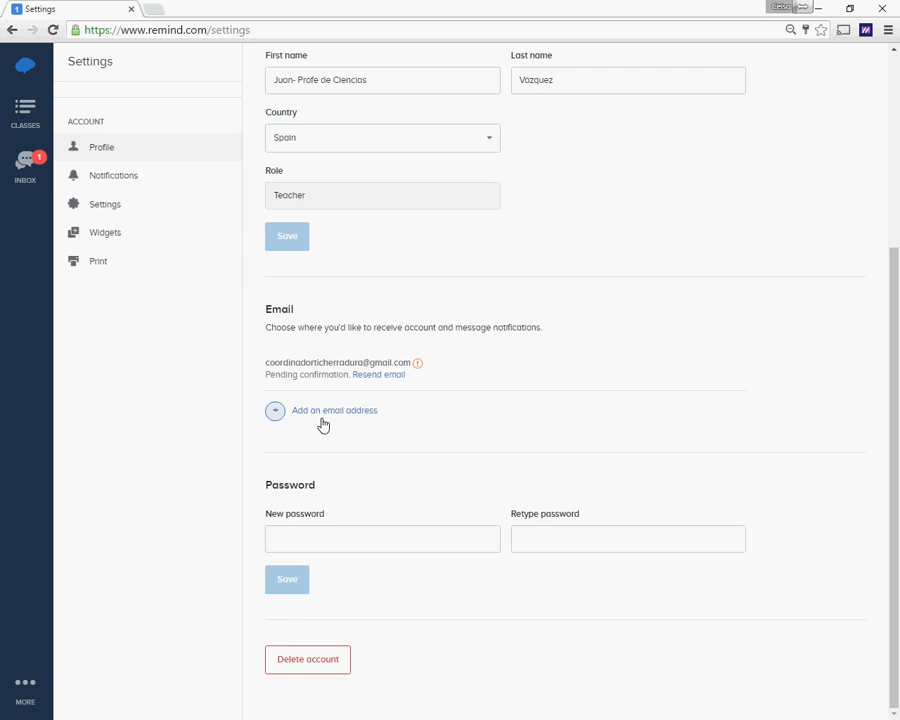 Settings
Celso
https://www.remind.com/settings
Settings
CLASSES
1
INBOX
ACCOUNT
Profile
Notifications
Settings
Widgets
Print
MORE
First name
Last name
Juan- Profe de Ciencias
Vázquez
Country
Spain
Role
Teacher
Save
Email
Choose where you'd like to receive account and message notifications.
coordinadorticherradura@gmail.com
Pending confirmation. Resend email
+ Add an email address
Password
New password
Retype password
Save
Delete account